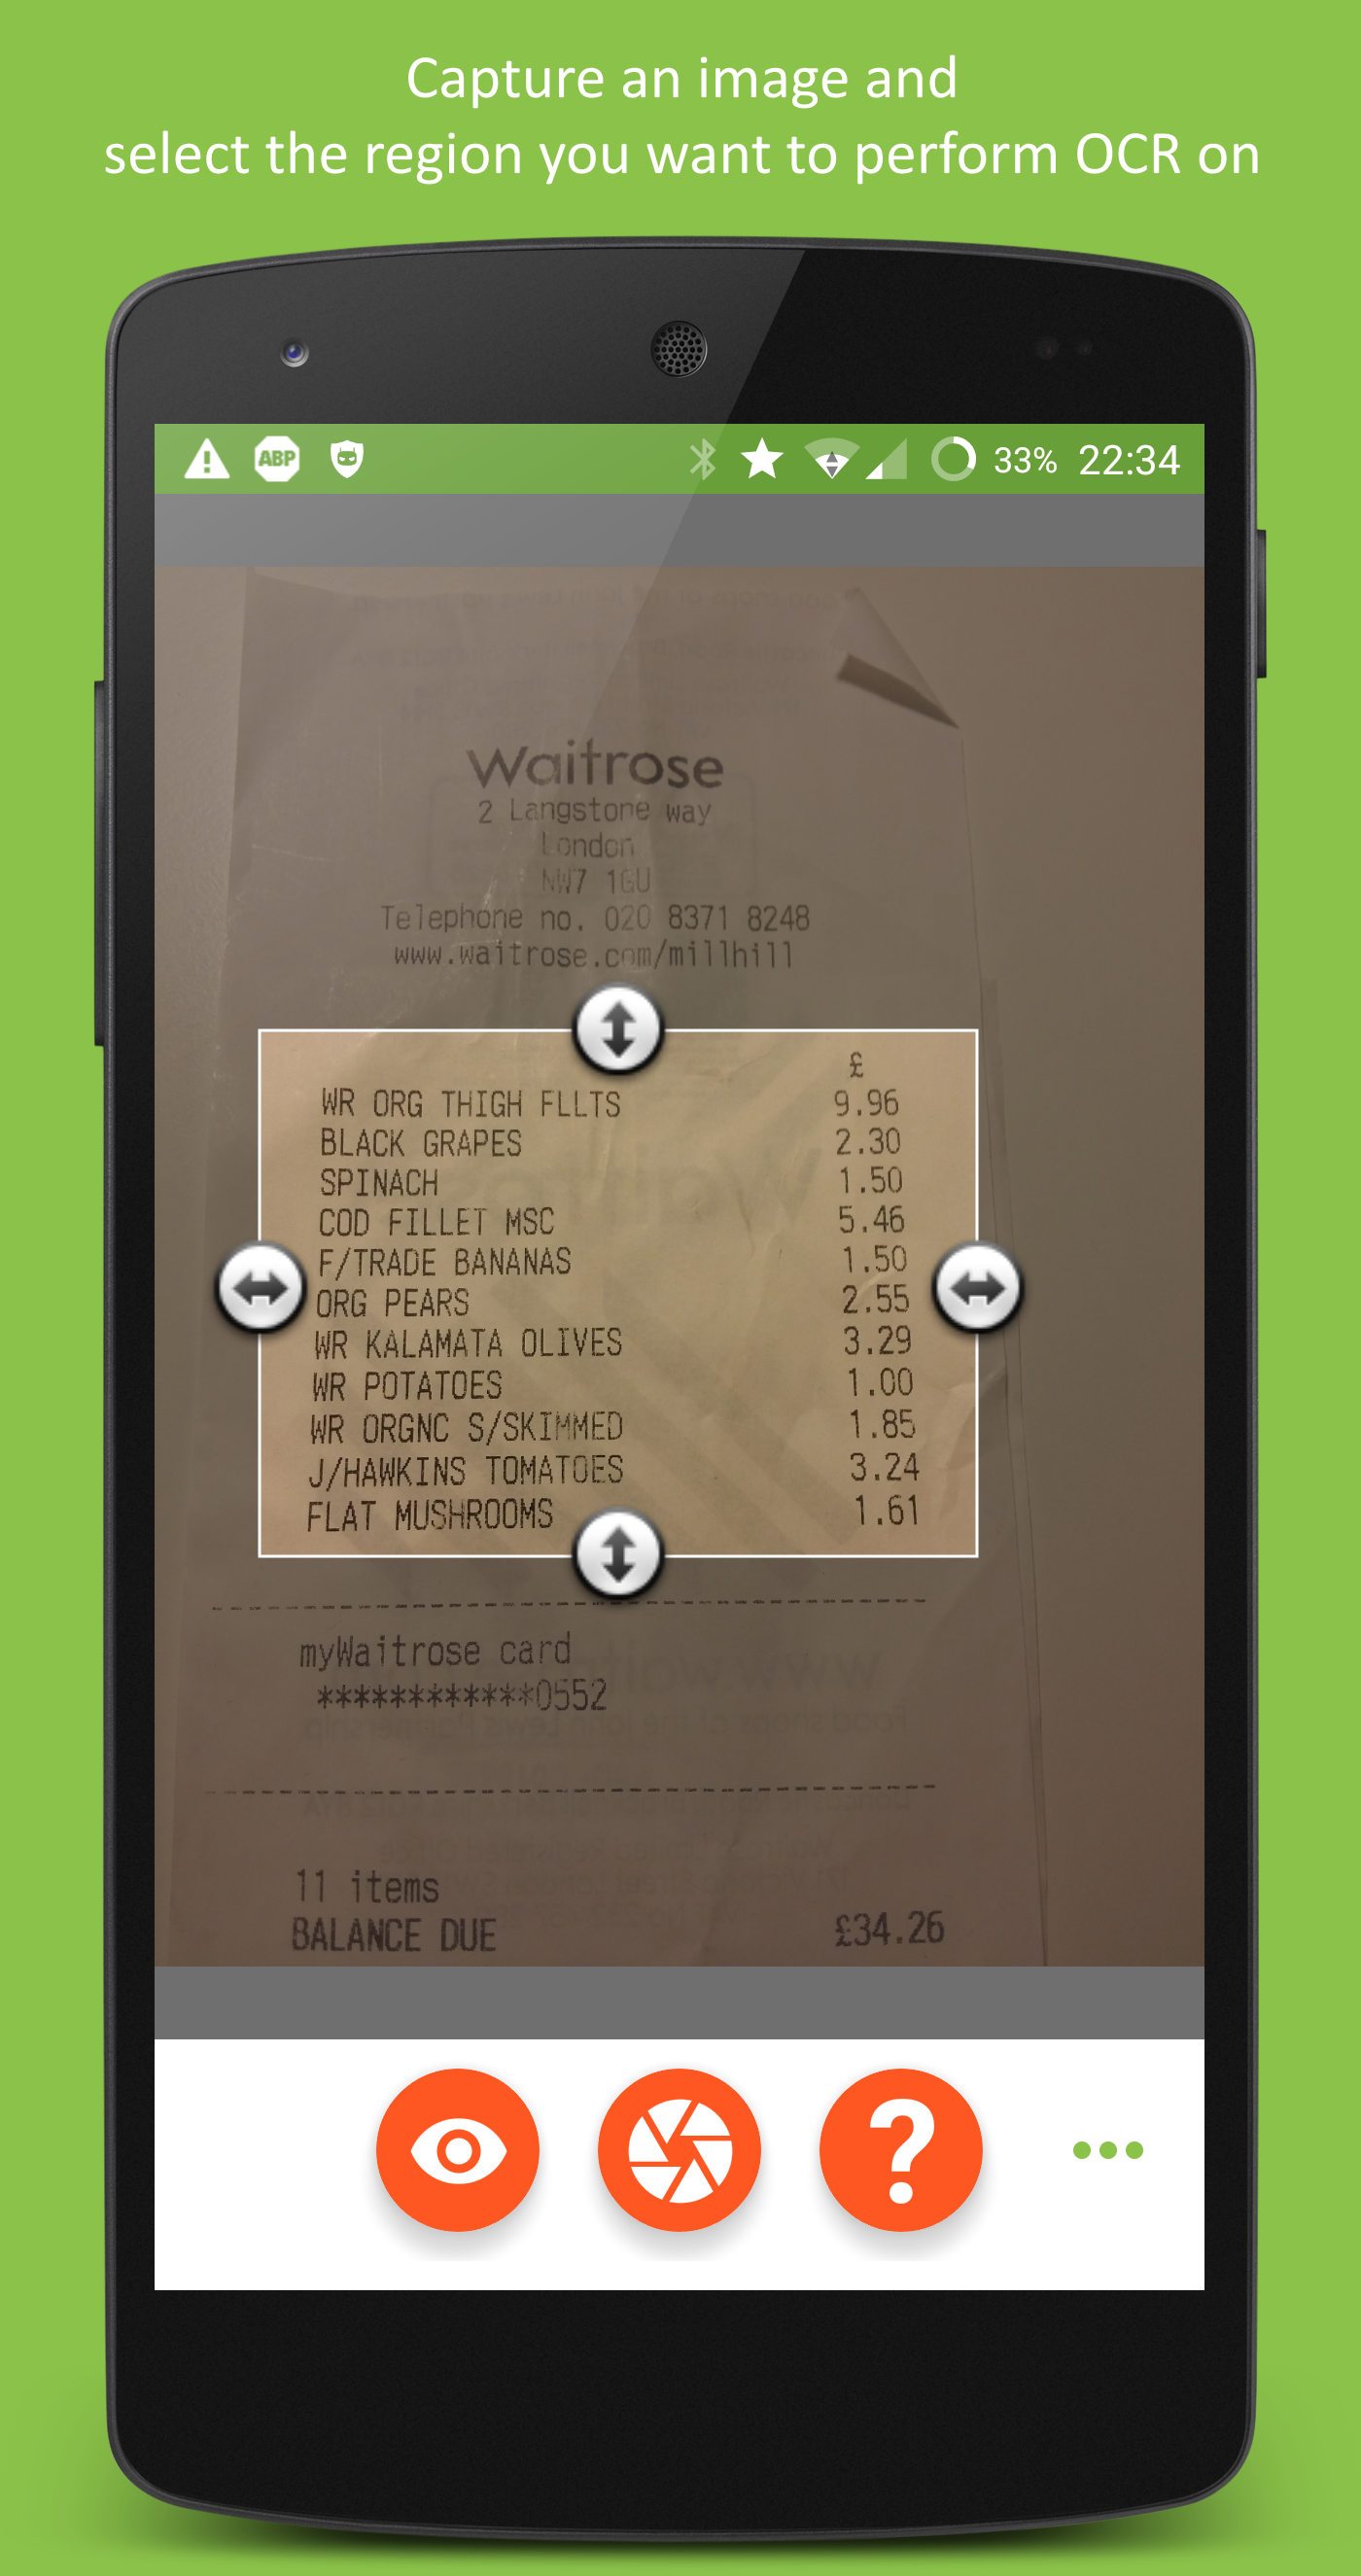 Capture an image and
select the region you want to perform OCR on
ABP 33% 22:34
Waitrose
2 Langstone way
London
NW7 1GU
Telephone no. 020 8371 8248
www.waitrose.com/millhill
£
WR ORG THIGH FLLTS 9.96
BLACK GRAPES 2.30
SPINACH 1.50
COD FILLET MSC 5.46
F/TRADE BANANAS 1.50
ORG PEARS 2.55
WR KALAMATA OLIVES 3.29
WR POTATOES 1.00
WR ORGNC S/SKIMMED 1.85
J/HAWKINS TOMATOES 3.24
FLAT MUSHROOMS 1.61
myWaitrose card
************0552
11 items
BALANCE DUE £34.26